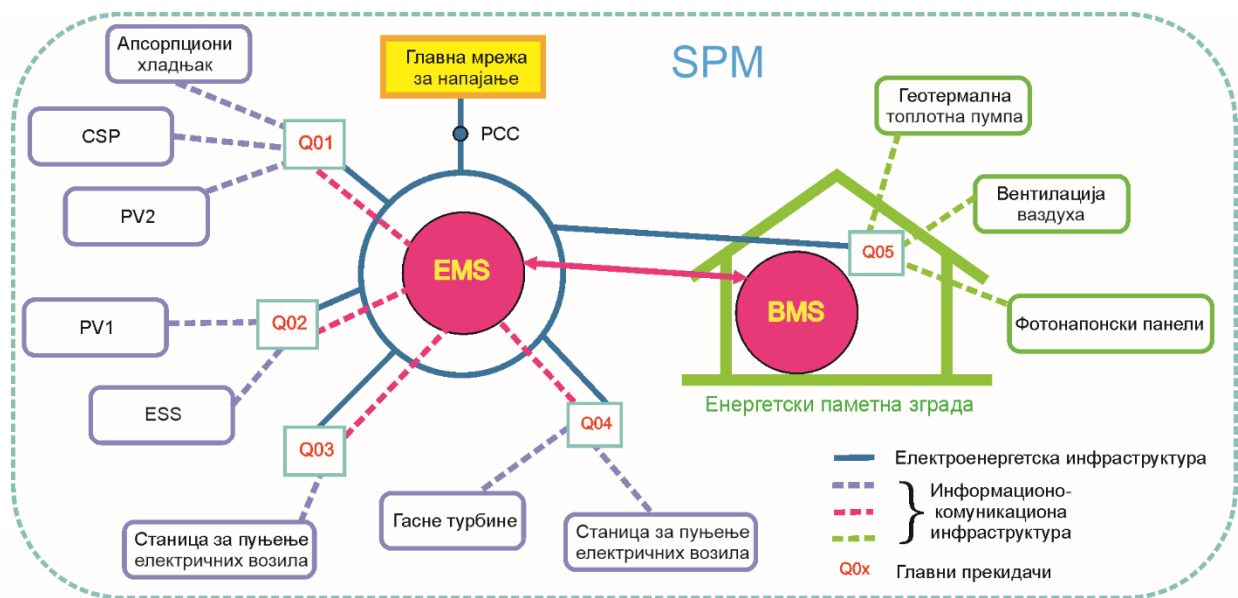 SPM
Апсорпциони
хладњак
CSP
PV2
Q01
Главна мрежа
за напајање
PCC
Геотермална
топлотна пумпа
Вентилација
ваздуха
Q05
Фотонапонски панели
EMS
BMS
Енергетски паметна зграда
PV1
Q02
ESS
Q03
Q04
Станица за пуњење
електричних возила
Гасне турбине
Станица за пуњење
електричних возила
Електроенергетска инфраструктура
Информационо-
комуникациона
инфраструктура
Q0x
Главни прекидачи